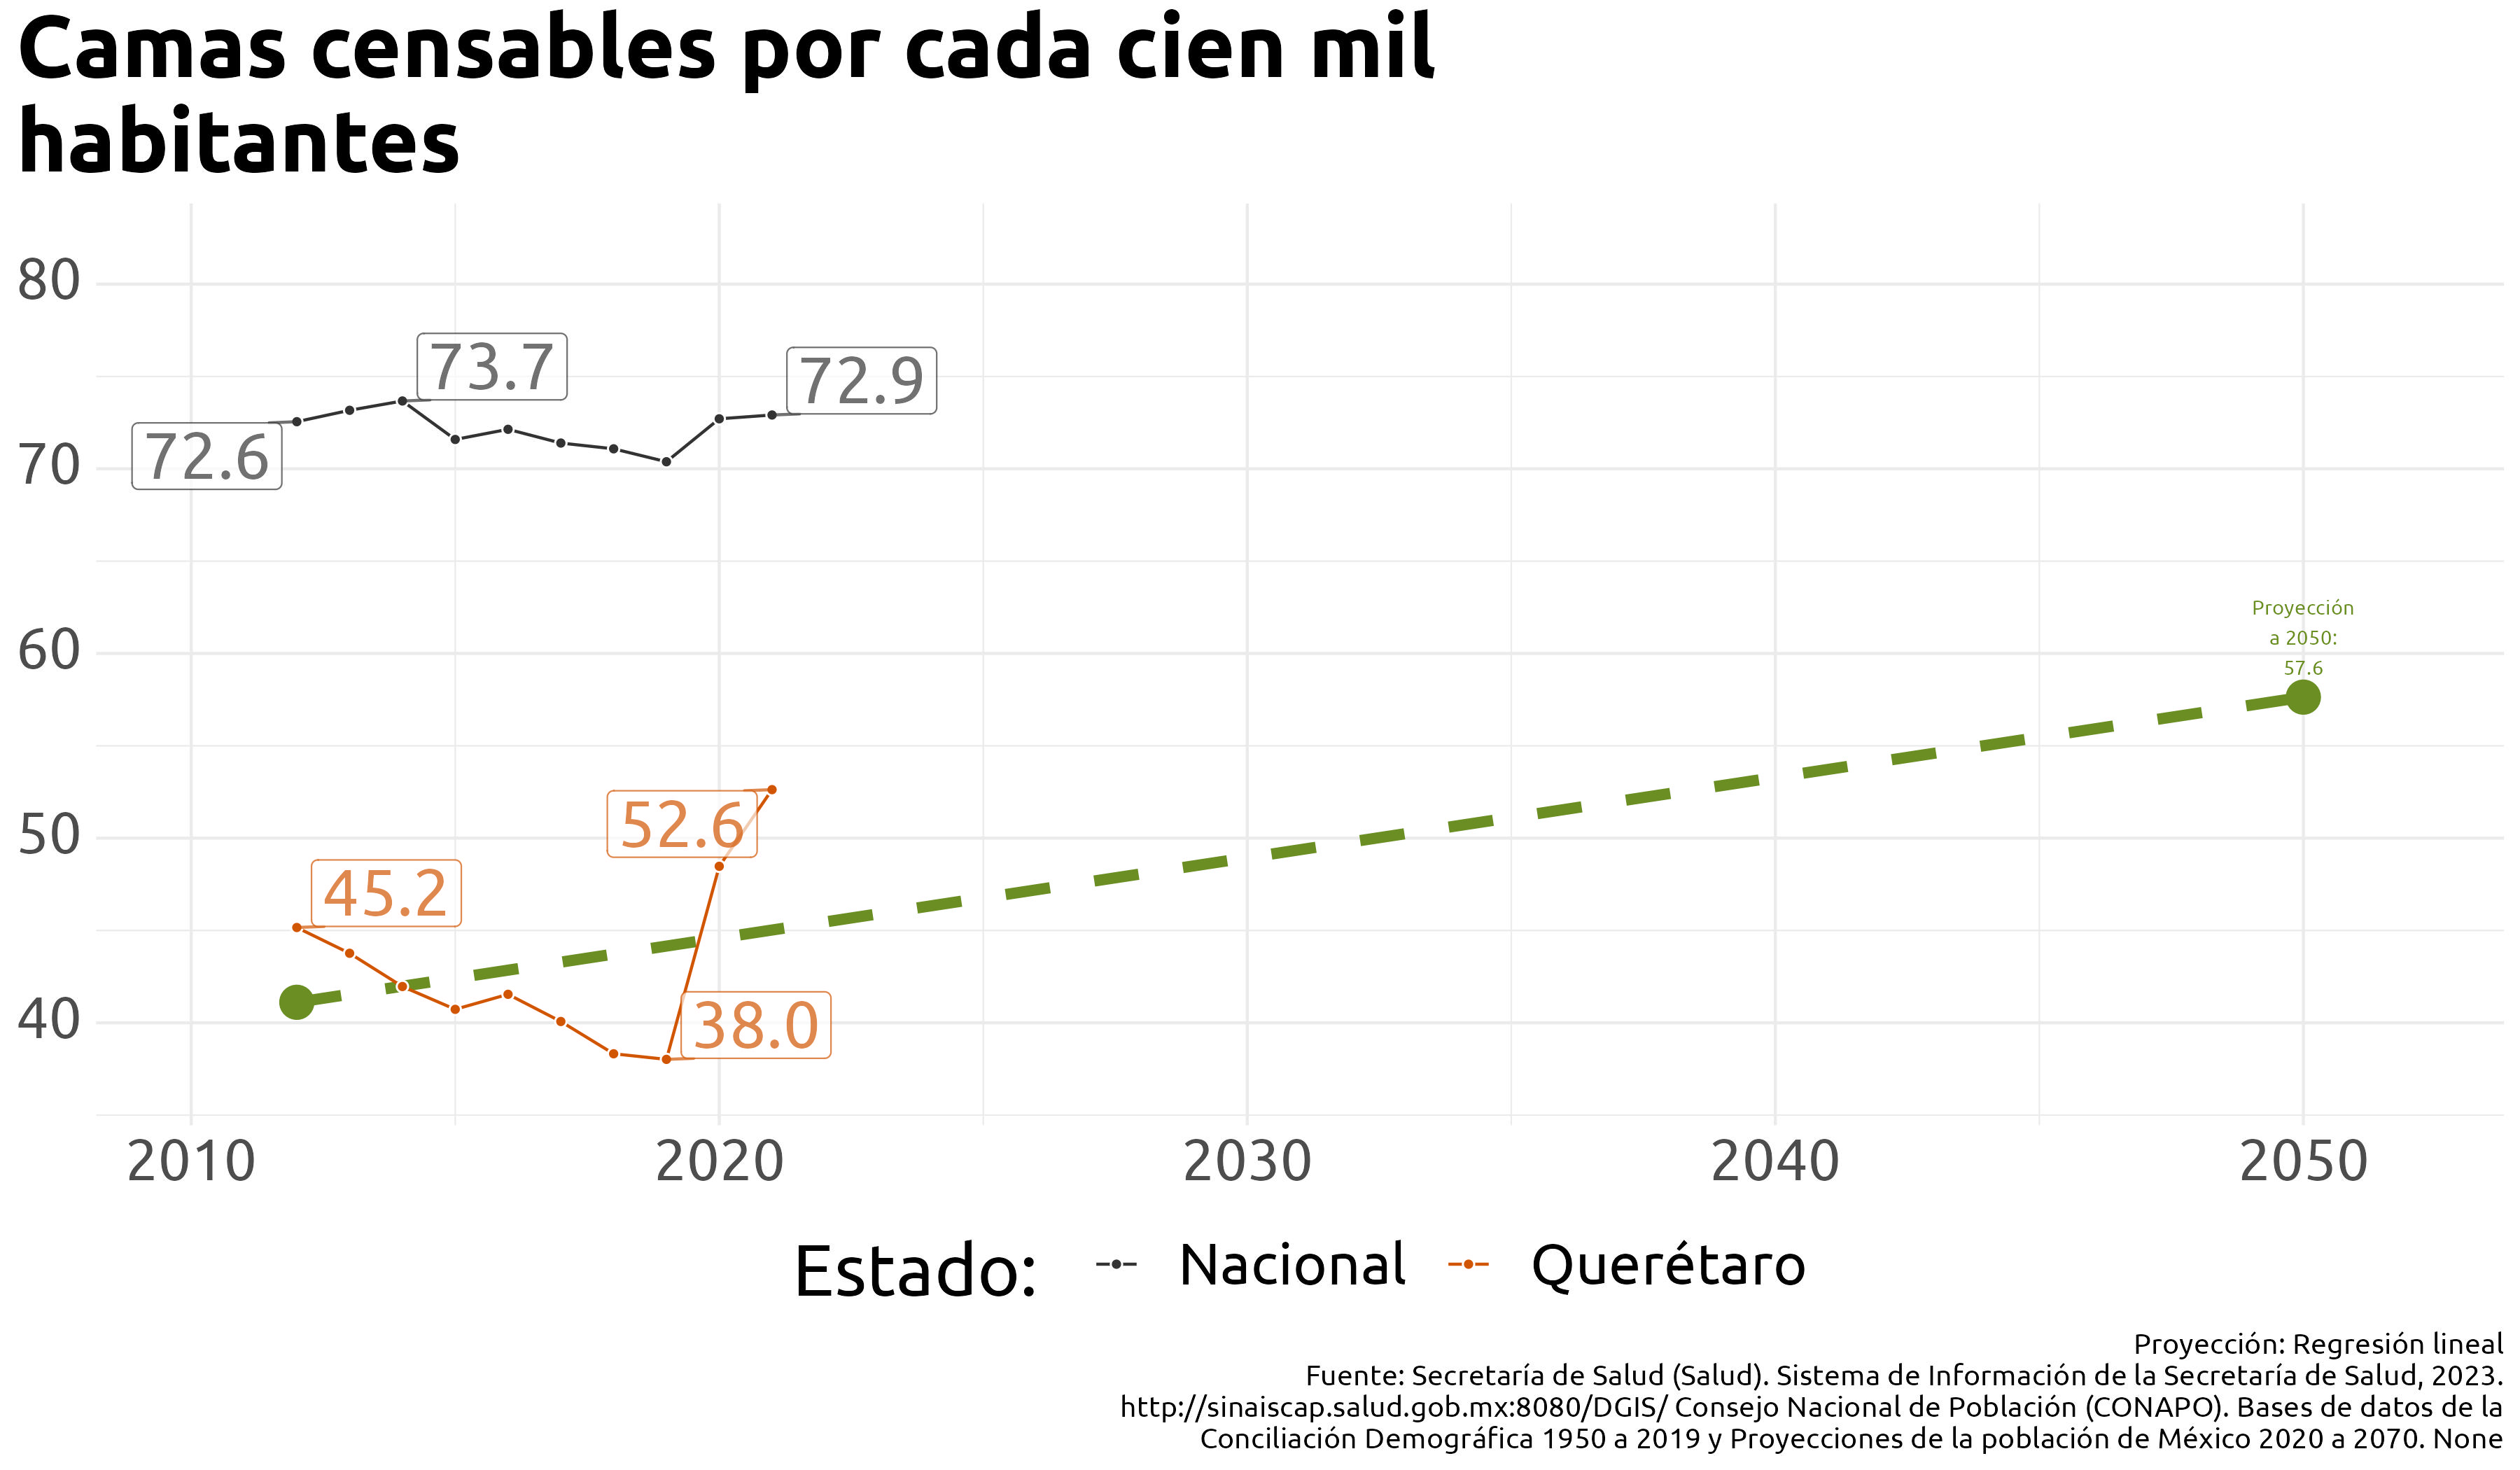 Camas censables por cada cien mil
habitantes
80
70
60
50
40
73.7
72.9
72.6
Proyección
a 2050:
57.6
52.6
45.2
38.0
2010 2020 2030 2040 2050
Estado: Nacional Querétaro
Proyección: Regresión lineal
Fuente: Secretaría de Salud (Salud). Sistema de Información de la Secretaría de Salud, 2023.
http://sinaiscap.salud.gob.mx:8080/DGIS/ Consejo Nacional de Población (CONAPO). Bases de datos de la
Conciliación Demográfica 1950 a 2019 y Proyecciones de la población de México 2020 a 2070. None